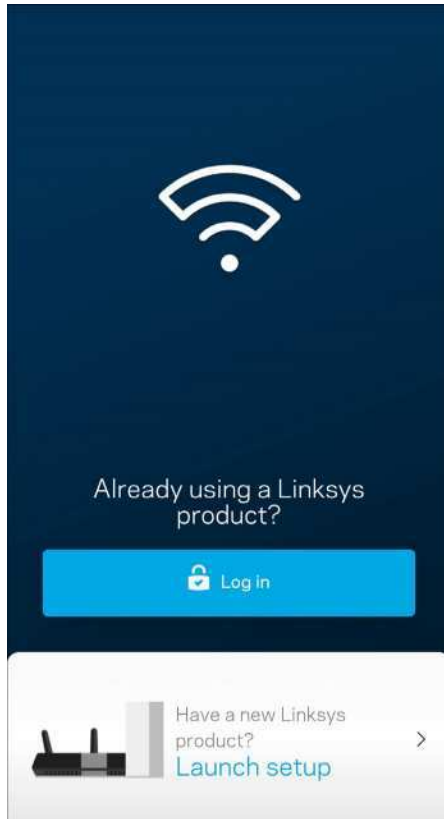 Already using a Linksys
product?
Log in
Have a new Linksys
product?
Launch setup